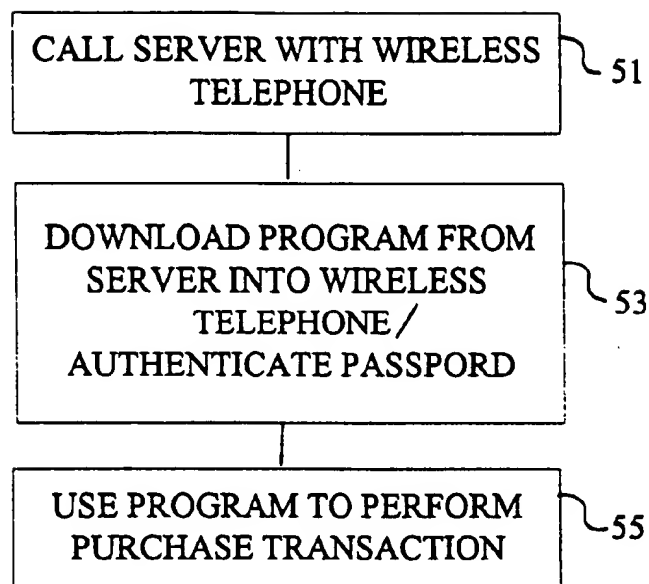 CALL SERVER WITH WIRELESS
TELEPHONE
51
DOWNLOAD PROGRAM FROM
SERVER INTO WIRELESS
TELEPHONE/
AUTHENTICATE PASSPORD
53
USE PROGRAM TO PERFORM
PURCHASE TRANSACTION
55